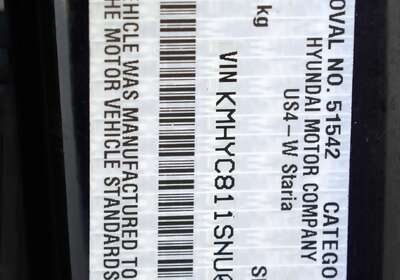 OVAL NO. 51542 CATEGO
HYUNDAI MOTOR COMPANY
US4-W Staria
kg
VIN KMHYC811SNU
HICLE WAS MANUFACTURED TO
HE MOTOR VEHICLE STANDARDS